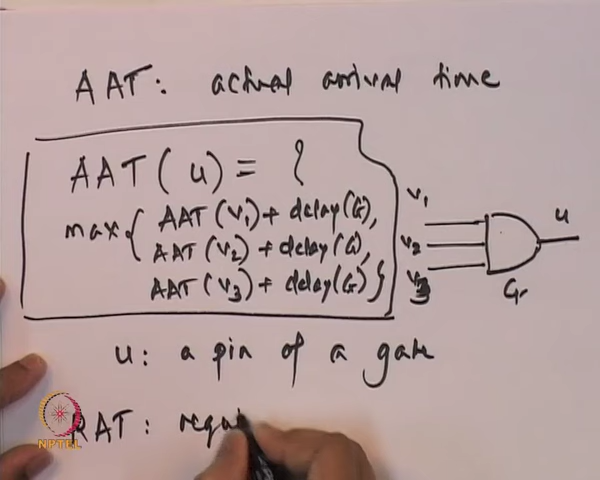 AAT: actual arrival time
AAT(u) = {
max{ AAT(v1) + delay(G),
AAT(v2) + delay(G),
AAT(v3) + delay(G) }
v1
v2
v3
u
G
u: a pin of a gate
RAT: requ
NPTEL